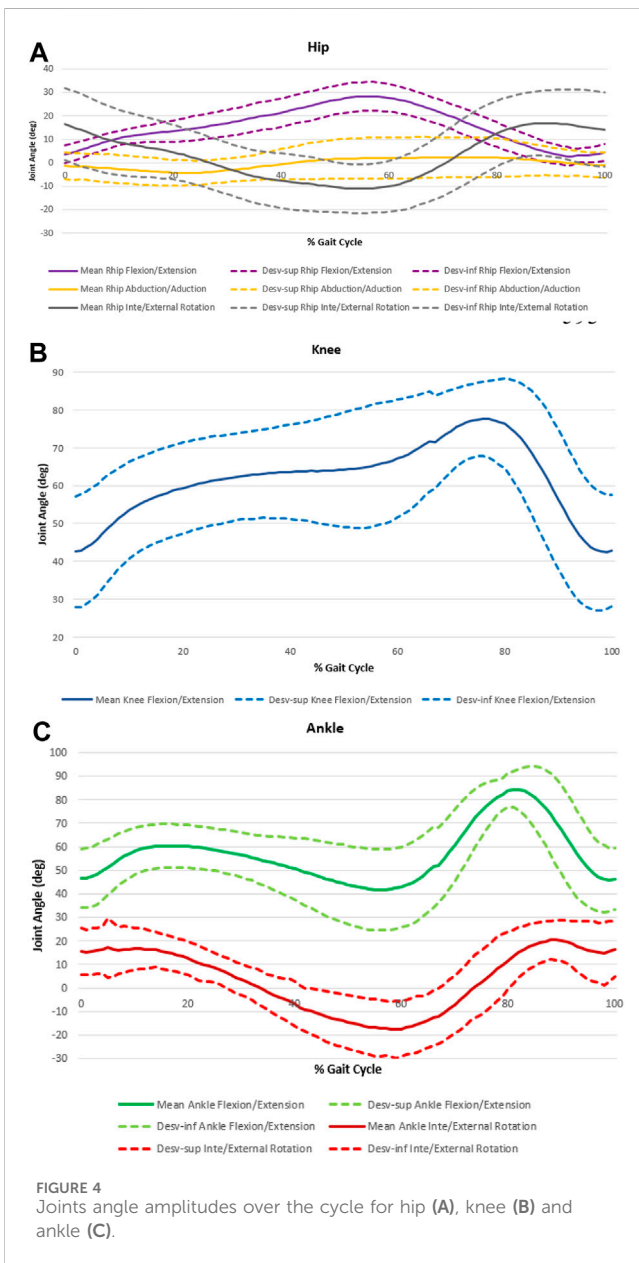 A
Hip
40
30
20
10
0
-10
-20
-30
Joint Angle (deg)
0 20 40 60 80 100
% Gait Cycle
Mean Rhip Flexion/Extension Desv-sup Rhip Flexion/Extension Desv-inf Rhip Flexion/Extension
Mean Rhip Abduction/Aduction Desv-sup Rhip Abduction/Aduction Desv-inf Rhip Abduction/Aduction
Mean Rhip Inte/External Rotation Desv-sup Rhip Inte/External Rotation Desv-inf Rhip Inte/External Rotation
B
Knee
90
80
70
60
50
40
30
20
Joint Angle (deg)
0 20 40 60 80 100
% Gait Cycle
Mean Knee Flexion/Extension Desv-sup Knee Flexion/Extension Desv-inf Knee Flexion/Extension
C
Ankle
100
90
80
70
60
50
40
30
20
10
0
-10
-20
-30
Joint Angle (deg)
0 20 40 60 80 100
% Gait Cycle
Mean Ankle Flexion/Extension Desv-sup Ankle Flexion/Extension
Desv-inf Ankle Flexion/Extension Mean Ankle Inte/External Rotation
Desv-sup Inte/External Rotation Desv-inf Inte/External Rotation
FIGURE 4
Joints angle amplitudes over the cycle for hip (A), knee (B) and
ankle (C).